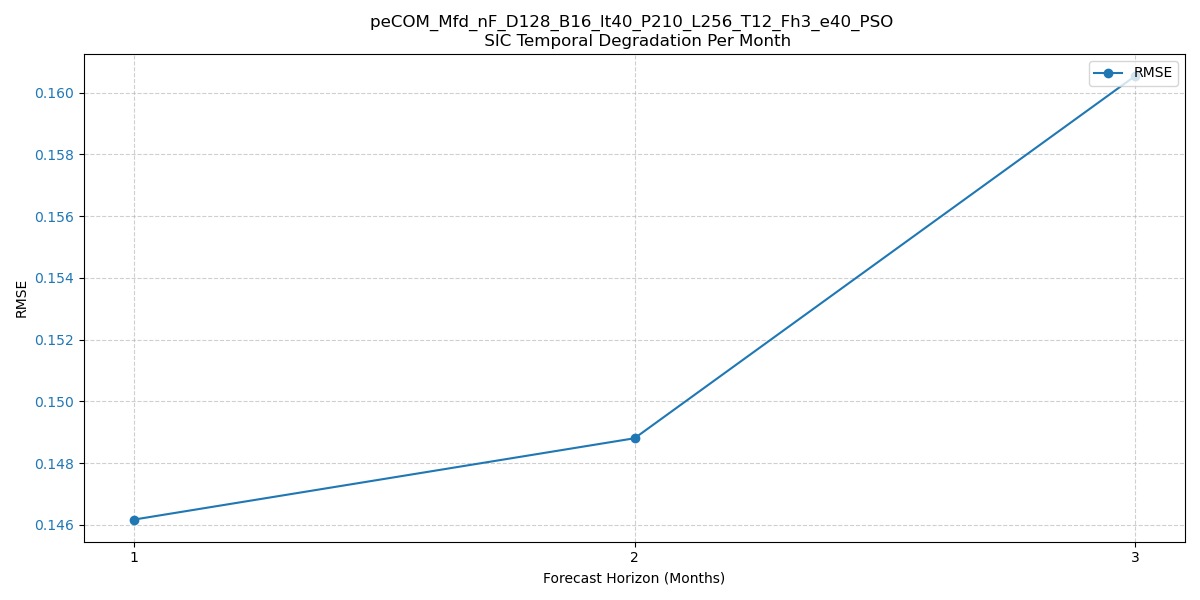 peCOM_Mfd_nF_D128_B16_lt40_P210_L256_T12_Fh3_e40_PSO
SIC Temporal Degradation Per Month
RMSE
0.160
0.158
0.156
0.154
0.152
0.150
0.148
0.146
RMSE
1
2
3
Forecast Horizon (Months)